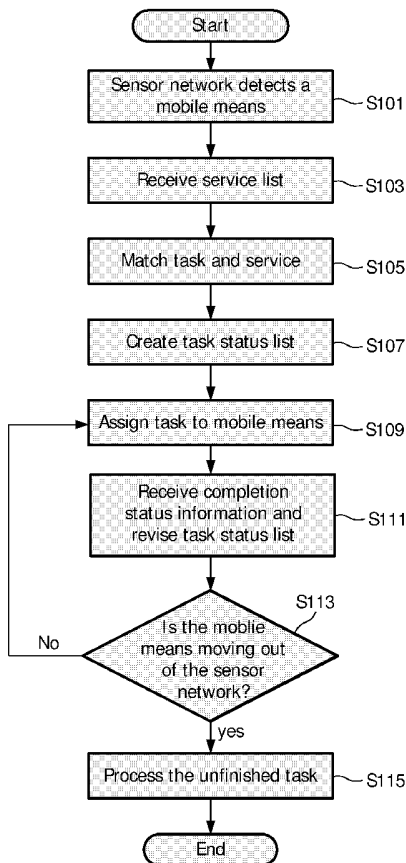 Start
Sensor network detects a
mobile means
S101
Receive service list
S103
Match task and service
S105
Create task status list
S107
Assign task to mobile means
S109
Receive completion
status information and
revise task status list
S111
S113
Is the moblie
means moving out
of the sensor
network?
No
yes
Process the unfinished task
S115
End